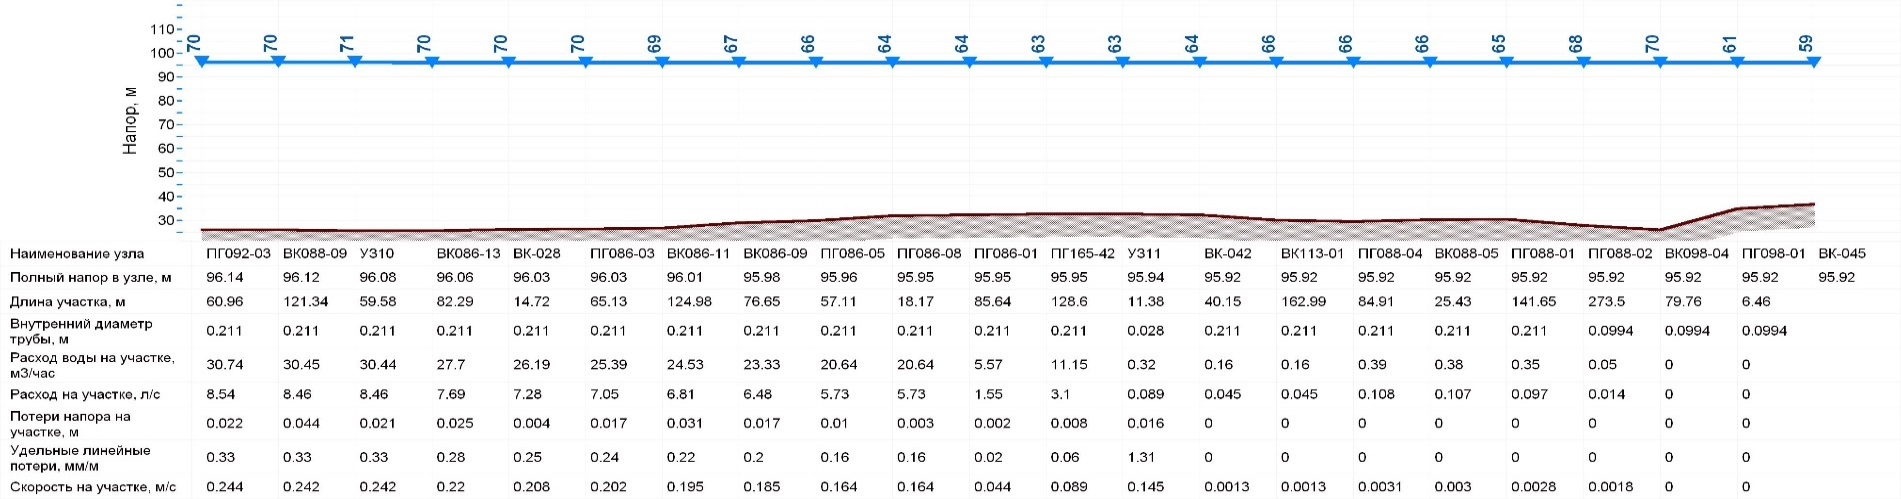 70 70 71 70 70 70 69 67 66 64 64 63 63 64 66 66 66 65 68 70 61 59
110
100
90
80
70
60
50
40
30
Напор, м
Наименование узла ПГ092-03 ВК088-09 УЗ10 ВК086-13 ВК-028 ПГ086-03 ВК086-11 ВК086-09 ПГ086-05 ПГ086-08 ПГ086-01 ПГ165-42 УЗ11 ВК-042 ВК113-01 ПГ088-04 ВК088-05 ПГ088-01 ПГ088-02 ВК098-04 ПГ098-01 ВК-045
Полный напор в узле, м 96.14 96.12 96.08 96.06 96.03 96.03 96.01 95.98 95.96 95.95 95.95 95.95 95.94 95.92 95.92 95.92 95.92 95.92 95.92 95.92 95.92 95.92
Длина участка, м 60.96 121.34 59.58 82.29 14.72 65.13 124.98 76.65 57.11 18.17 85.64 128.6 11.38 40.15 162.99 84.91 25.43 141.65 273.5 79.76 6.46
Внутренний диаметр
трубы, м 0.211 0.211 0.211 0.211 0.211 0.211 0.211 0.211 0.211 0.211 0.211 0.211 0.028 0.211 0.211 0.211 0.211 0.211 0.0994 0.0994 0.0994
Расход воды на участке,
м3/час 30.74 30.45 30.44 27.7 26.19 25.39 24.53 23.33 20.64 20.64 5.57 11.15 0.32 0.16 0.16 0.39 0.38 0.35 0.05 0 0
Расход на участке, л/с 8.54 8.46 8.46 7.69 7.28 7.05 6.81 6.48 5.73 5.73 1.55 3.1 0.089 0.045 0.045 0.108 0.107 0.097 0.014 0 0
Потери напора на
участке, м 0.022 0.044 0.021 0.025 0.004 0.017 0.031 0.017 0.01 0.003 0.002 0.008 0.016 0 0 0 0 0 0 0 0
Удельные линейные
потери, мм/м 0.33 0.33 0.33 0.28 0.25 0.24 0.22 0.2 0.16 0.16 0.02 0.06 1.31 0 0 0 0 0 0 0 0
Скорость на участке, м/с 0.244 0.242 0.242 0.22 0.208 0.202 0.195 0.185 0.164 0.164 0.044 0.089 0.145 0.0013 0.0013 0.0031 0.003 0.0028 0.0018 0 0